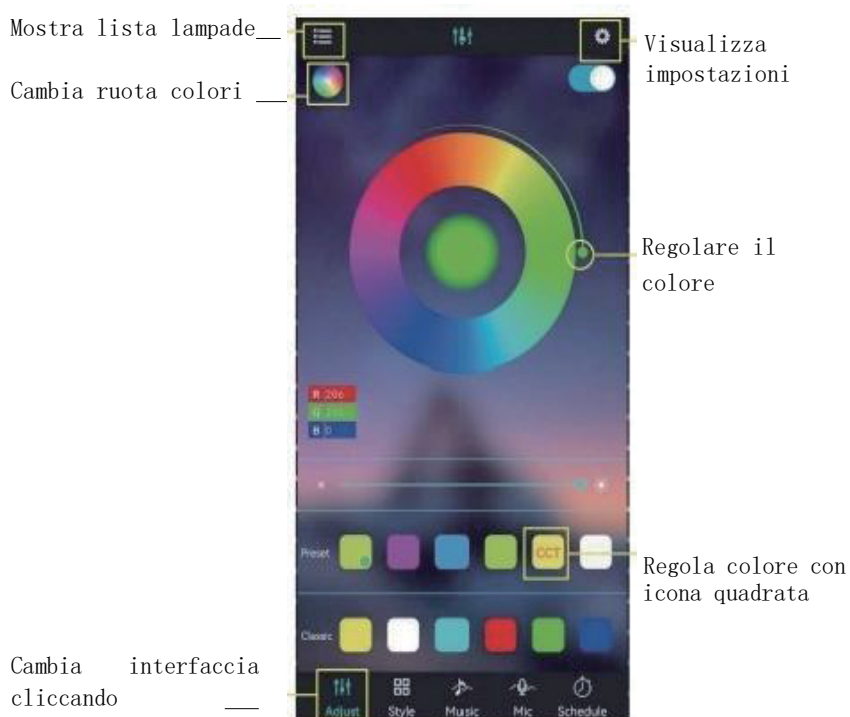 Mostra lista lampade
Visualizza
impostazioni
Cambia ruota colori
Regolare il
colore
R 206
G
B 0
Preset
CCT
Regola colore con
icona quadrata
Classic
Cambia interfaccia
cliccando
Adjust Style Music Mic Schedule